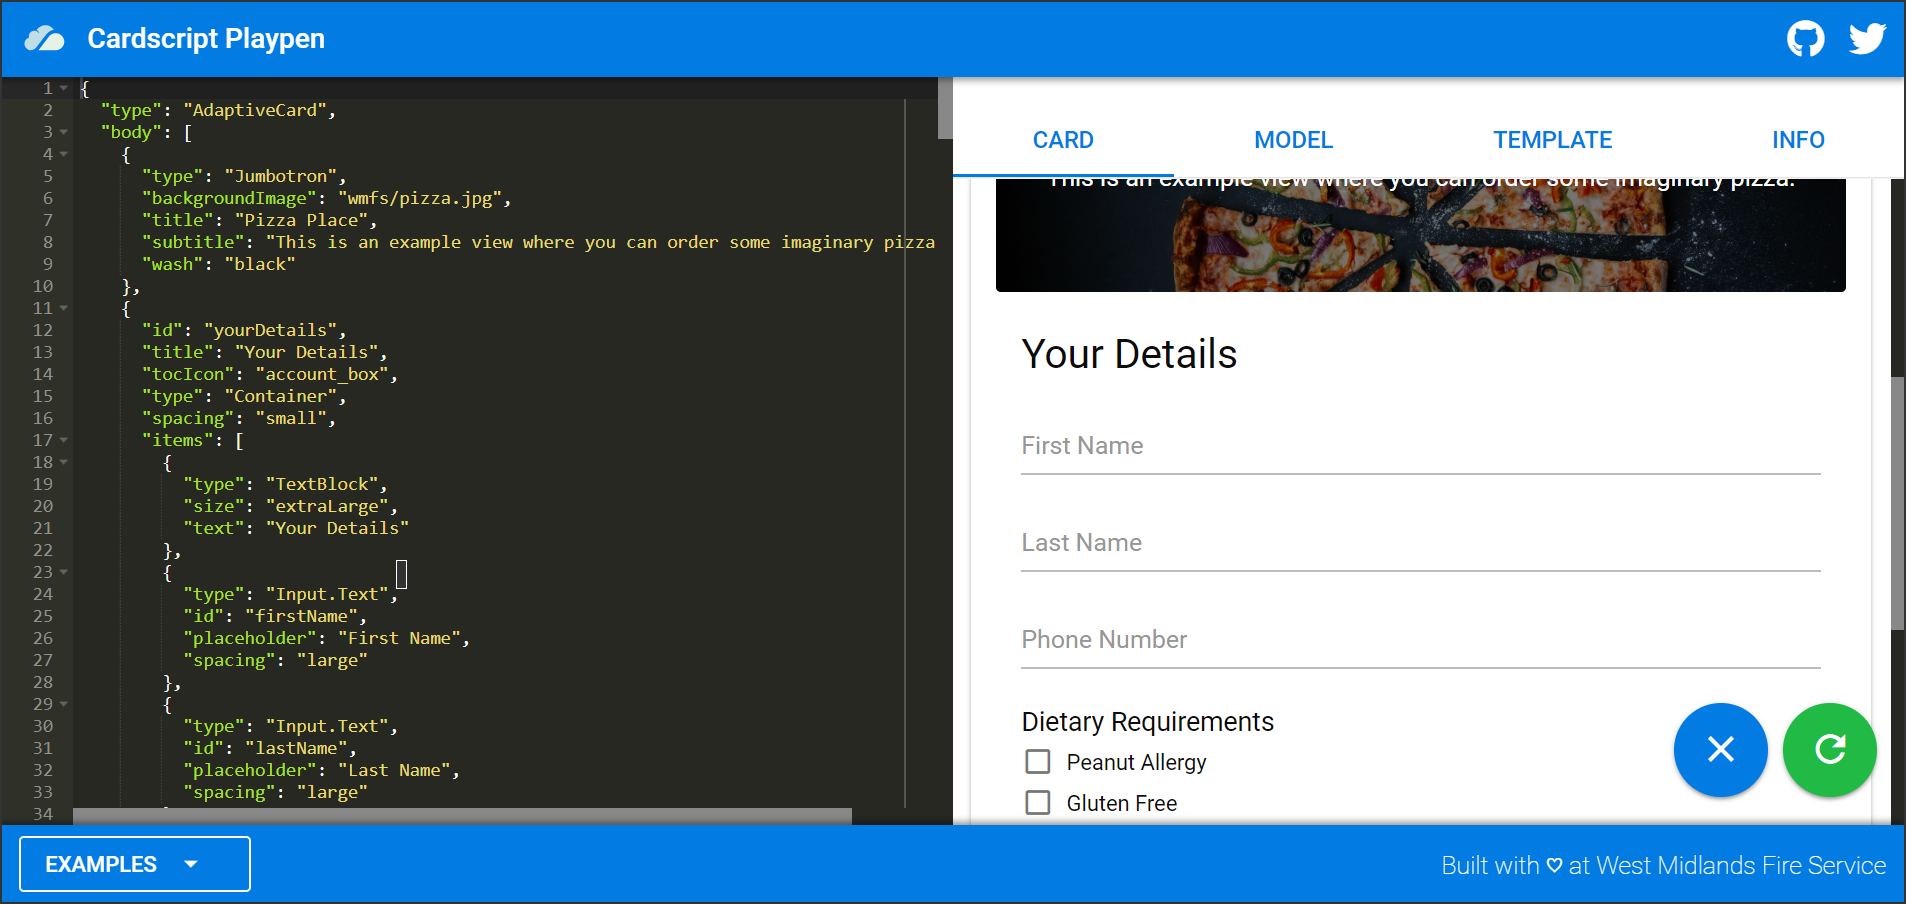 Cardscript Playpen
1 {
2 "type": "AdaptiveCard",
3 "body": [
4 {
5 "type": "Jumbotron",
6 "backgroundImage": "wmfs/pizza.jpg",
7 "title": "Pizza Place",
8 "subtitle": "This is an example view where you can order some imaginary pizza
9 "wash": "black"
10 },
11 {
12 "id": "yourDetails",
13 "title": "Your Details",
14 "tocIcon": "account_box",
15 "type": "Container",
16 "spacing": "small",
17 "items": [
18 {
19 "type": "TextBlock",
20 "size": "extraLarge",
21 "text": "Your Details"
22 },
23 {
24 "type": "Input.Text",
25 "id": "firstName",
26 "placeholder": "First Name",
27 "spacing": "large"
28 },
29 {
30 "type": "Input.Text",
31 "id": "lastName",
32 "placeholder": "Last Name",
33 "spacing": "large"
34
CARD MODEL TEMPLATE INFO
This is an example view where you can order some imaginary pizza.
Your Details
First Name
Last Name
Phone Number
Dietary Requirements
Peanut Allergy
Gluten Free
EXAMPLES
Built with ♡ at West Midlands Fire Service